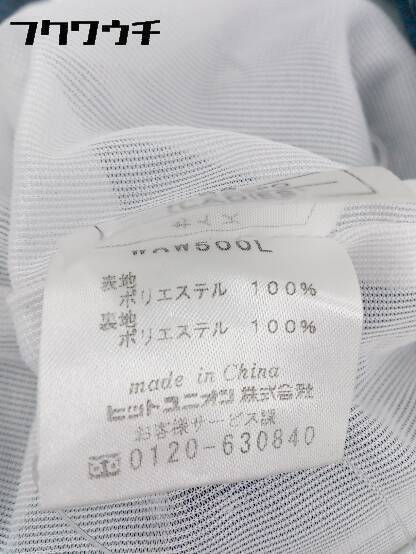 フクワウチ
LADIES
サイズ
表地
ポリエステル 100%
裏地
ポリエステル 100%
made in China
ヒットユニオン株式会社
お客様サービス課
0120-630840